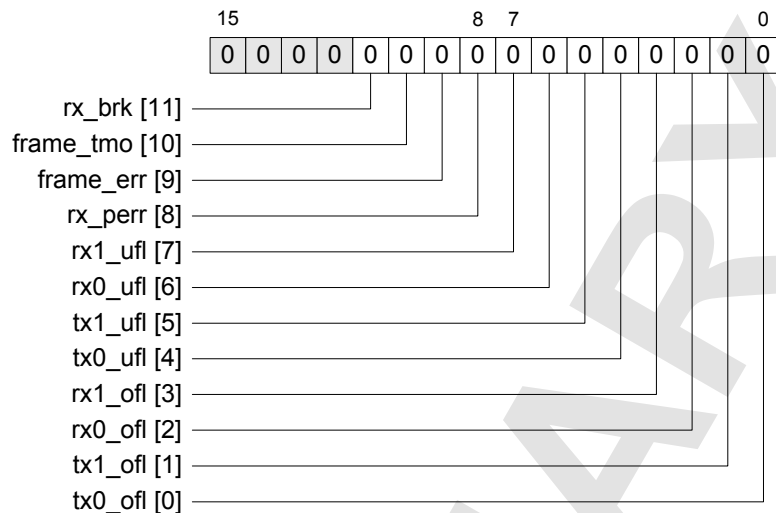 15 8 7 0
0 0 0 0 0 0 0 0 0 0 0 0 0 0 0 0
rx_brk [11]
frame_tmo [10]
frame_err [9]
rx_perr [8]
rx1_ufl [7]
rx0_ufl [6]
tx1_ufl [5]
tx0_ufl [4]
rx1_ofl [3]
rx0_ofl [2]
tx1_ofl [1]
tx0_ofl [0]